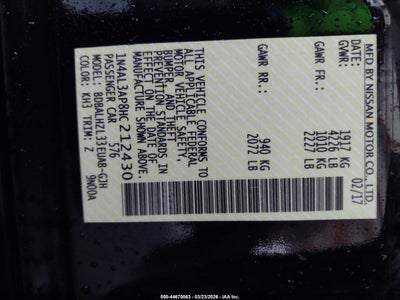 MFD BY NISSAN MOTOR CO., LTD. 02/17
GVWR: 1917 KG
4226 LB
GAWR FR.: 1010 KG
2227 LB
GAWR RR.: 940 KG
2072 LB
THIS VEHICLE CONFORMS TO
ALL APPLICABLE FEDERAL
MOTOR VEHICLE SAFETY,
BUMPER, AND THEFT
PREVENTION STANDARDS IN
EFFECT ON THE DATE OF
MANUFACTURE SHOWN ABOVE.
1N4AL3AP8HC212430
PASSENGER CAR 576
COLOR: KH3 TRIM: Z 9N00A
000-44670063 - 03/23/2026 - IAA, Inc.